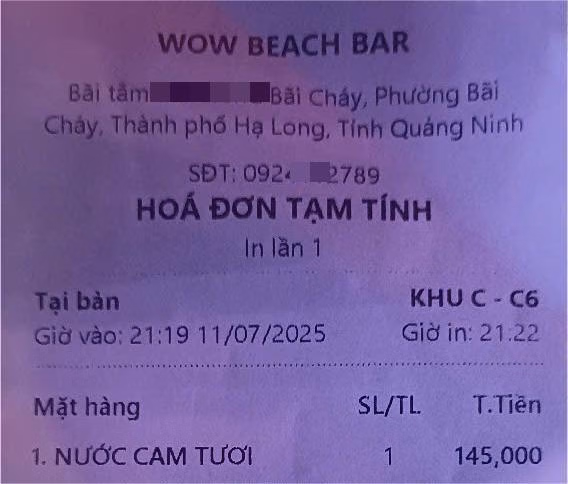 WOW BEACH BAR
Bãi tắm Bãi Cháy, Phường Bãi
Cháy, Thành phố Hạ Long, Tỉnh Quảng Ninh
SĐT: 092 2789
HOÁ ĐƠN TẠM TÍNH
In lần 1
Tại bàn KHU C - C6
Giờ vào: 21:19 11/07/2025 Giờ in: 21:22
Mặt hàng SL/TL T.Tiền
1. NƯỚC CAM TƯƠI 1 145,000